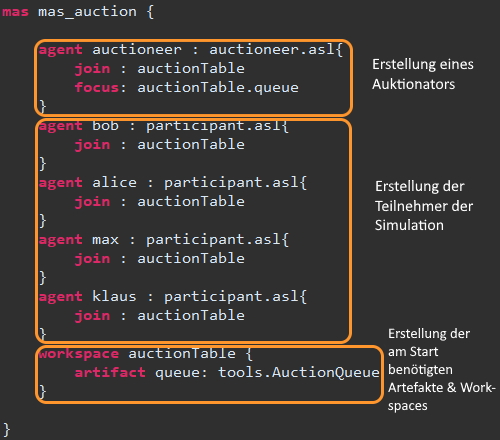 mas mas_auction {
agent auctioneer : auctioneer.asl{
join : auctionTable
focus: auctionTable.queue
}
Erstellung eines
Auktionators
agent bob : participant.asl{
join : auctionTable
}
agent alice : participant.asl{
join : auctionTable
}
agent max : participant.asl{
join : auctionTable
}
agent klaus : participant.asl{
join : auctionTable
}
Erstellung der
Teilnehmer der
Simulation
workspace auctionTable {
artifact queue: tools.AuctionQueue
}
Erstellung der
am Start
benötigten
Artefakte & Work-
spaces
}